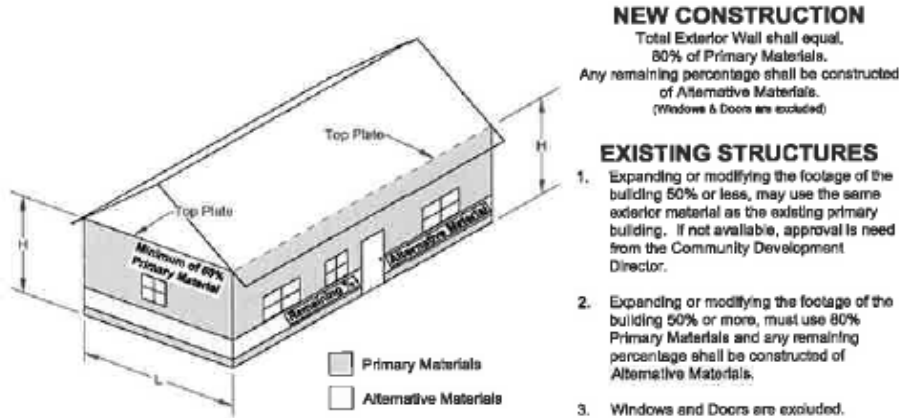 NEW CONSTRUCTION
Total Exterior Wall shall equal,
80% of Primary Materials.
Any remaining percentage shall be constructed
of Alternative Materials.
(Windows & Doors are excluded)
EXISTING STRUCTURES
1. Expanding or modifying the footage of the
building 50% or less, may use the same
exterior material as the existing primary
building. If not available, approval is need
from the Community Development
Director.
2. Expanding or modifying the footage of the
building 50% or more, must use 80%
Primary Materials and any remaining
percentage shall be constructed of
Alternative Materials.
3. Windows and Doors are excluded.
Top Plate
H
Top Plate
H
Minimum of 80%
Primary Material
Remaining %
Alternative Material
L
Primary Materials
Alternative Materials